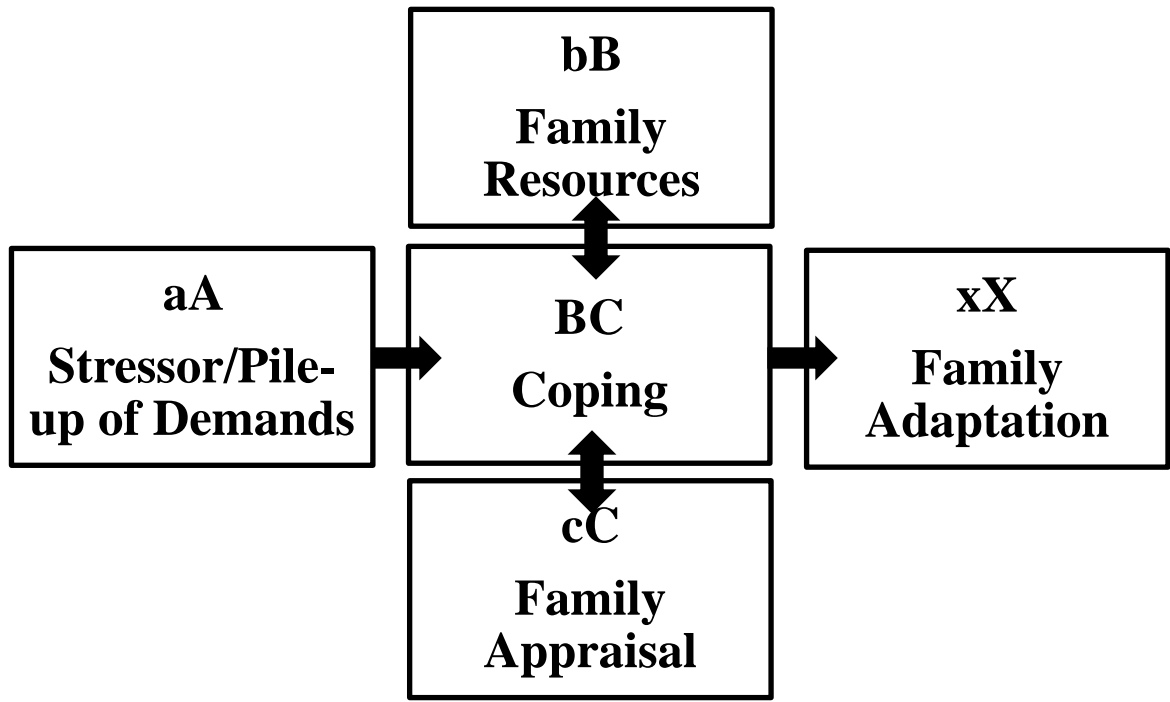 bB
Family
Resources
aA
Stressor/Pile-
up of Demands
BC
Coping
xX
Family
Adaptation
cC
Family
Appraisal